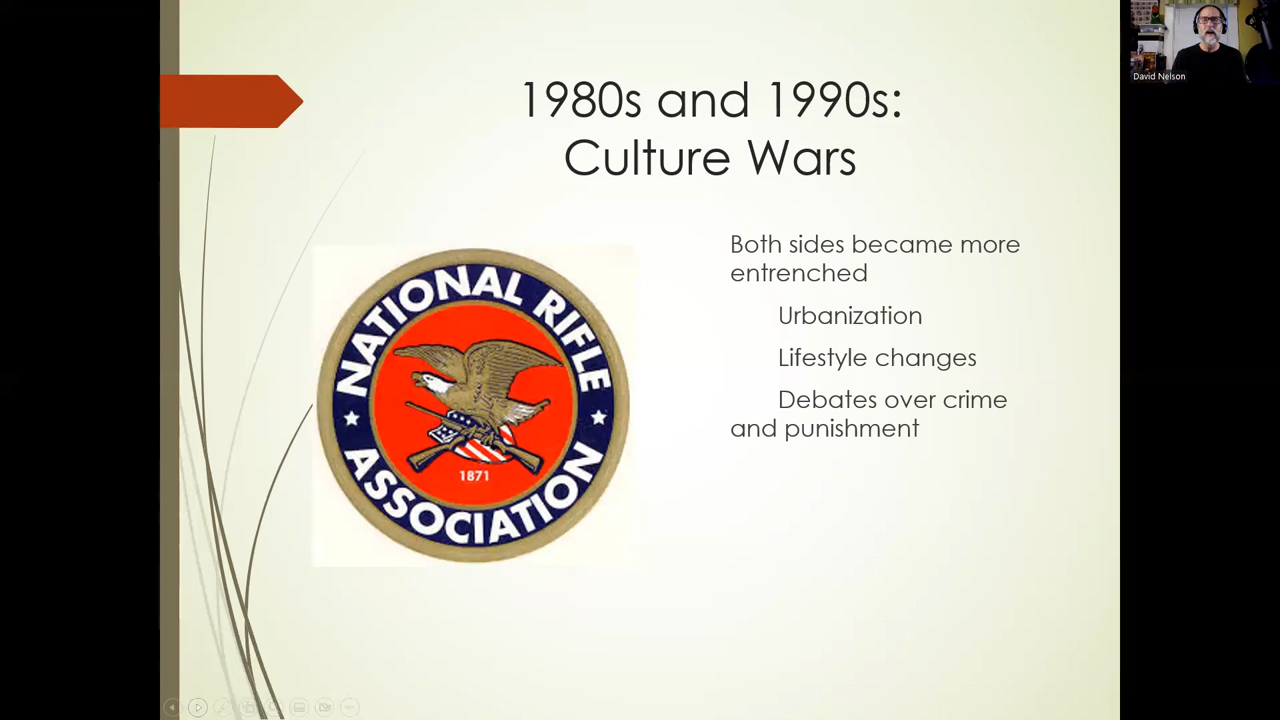 1980s and 1990s:
Culture Wars
Both sides became more
entrenched
Urbanization
Lifestyle changes
Debates over crime
and punishment
NATIONAL RIFLE
ASSOCIATION
1871
David Nelson